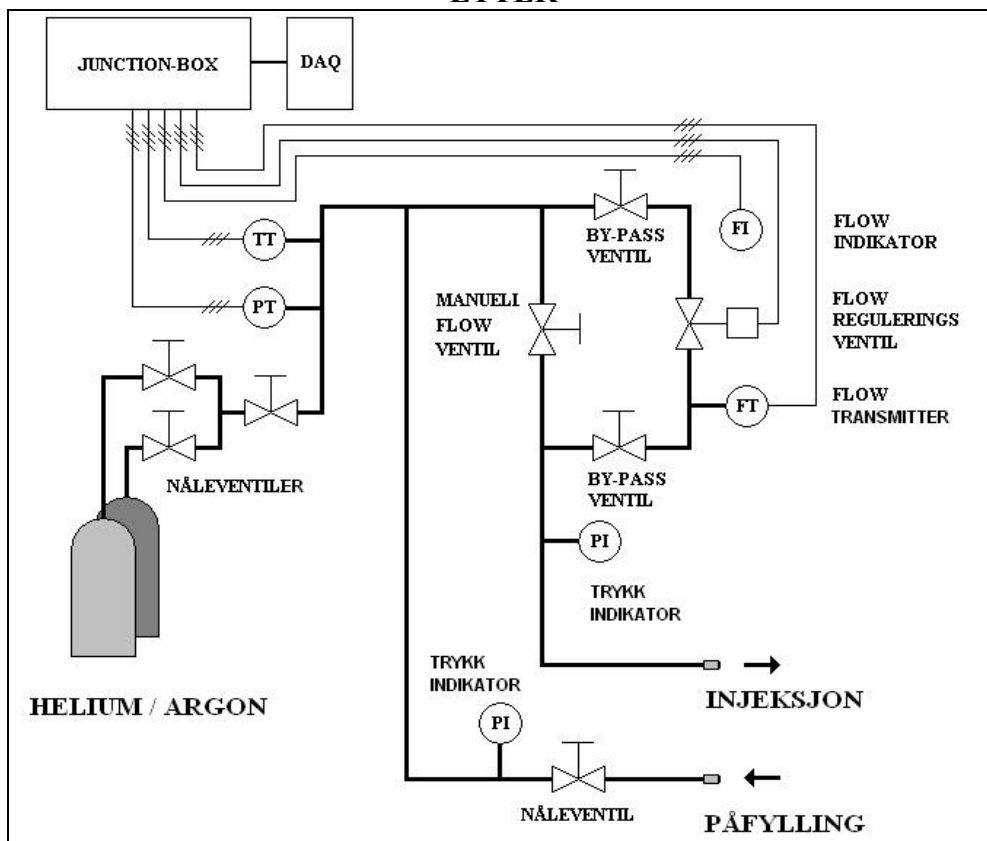 ETTER
JUNCTION-BOX
DAQ
TT
FI
FLOW
INDIKATOR
BY-PASS
VENTIL
PT
MANUELI
FLOW
VENTIL
FLOW
REGULERINGS
VENTIL
FT
FLOW
TRANSMITTER
NÅLEVENTILER
BY-PASS
VENTIL
PI
TRYKK
INDIKATOR
TRYKK
INDIKATOR
HELIUM / ARGON
INJEKSJON
PI
NÅLEVENTIL
PÅFYLLING